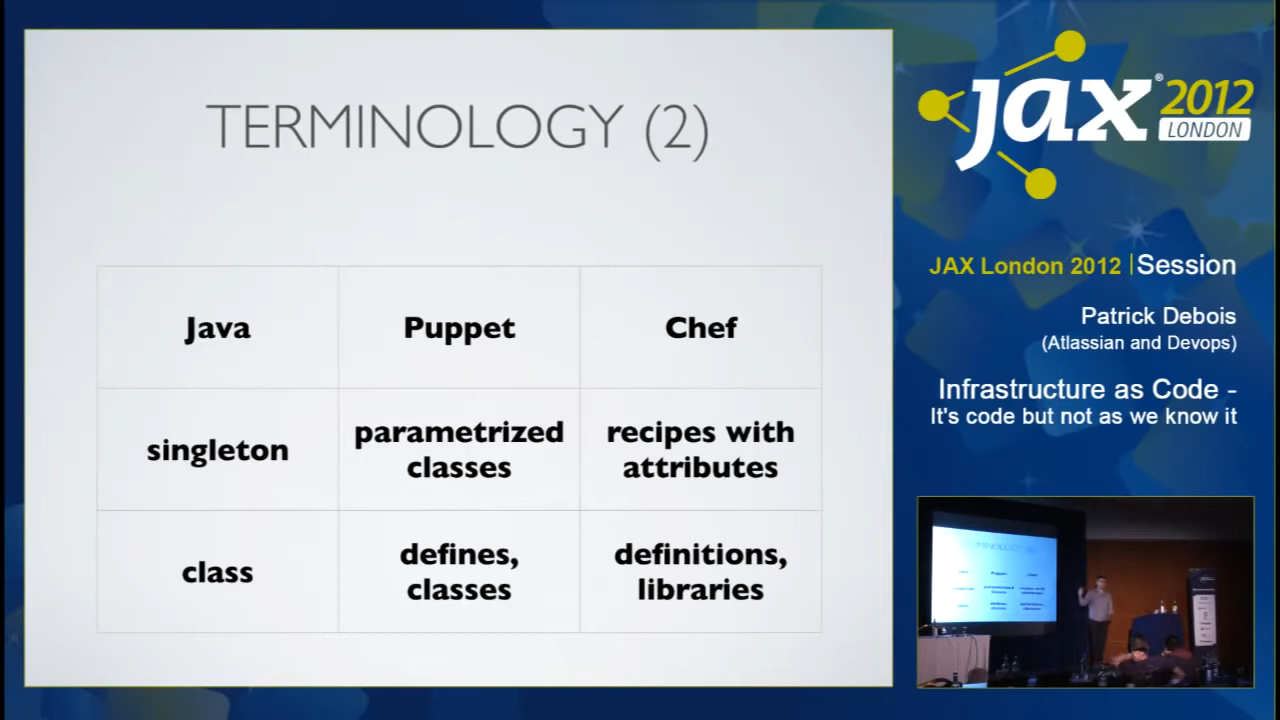 TERMINOLOGY (2)
Java
Puppet
Chef
singleton
parametrized
classes
recipes with
attributes
class
defines,
classes
definitions,
libraries
jax® 2012
LONDON
JAX London 2012 | Session
Patrick Debois
(Atlassian and Devops)
Infrastructure as Code -
It's code but not as we know it